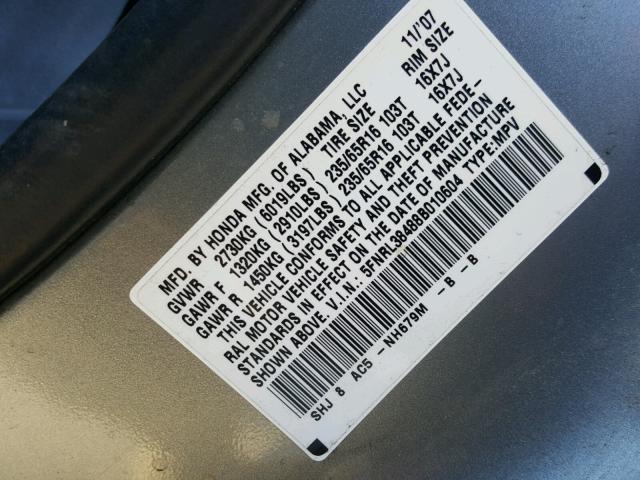 MFD. BY HONDA MFG. OF ALABAMA, LLC 11/'07
GVWR 2730KG (6019LBS) TIRE SIZE RIM SIZE
GAWR F 1320KG (2910LBS) 235/65R16 103T 16X7J
GAWR R 1450KG (3197LBS) 235/65R16 103T 16X7J
THIS VEHICLE CONFORMS TO ALL APPLICABLE FEDE-
RAL MOTOR VEHICLE SAFETY AND THEFT PREVENTION
STANDARDS IN EFFECT ON THE DATE OF MANUFACTURE
SHOWN ABOVE. V.I.N.: 5FNRL38488B010604 TYPE:MPV
SHJ 8 AC5 -NH679M -B -B